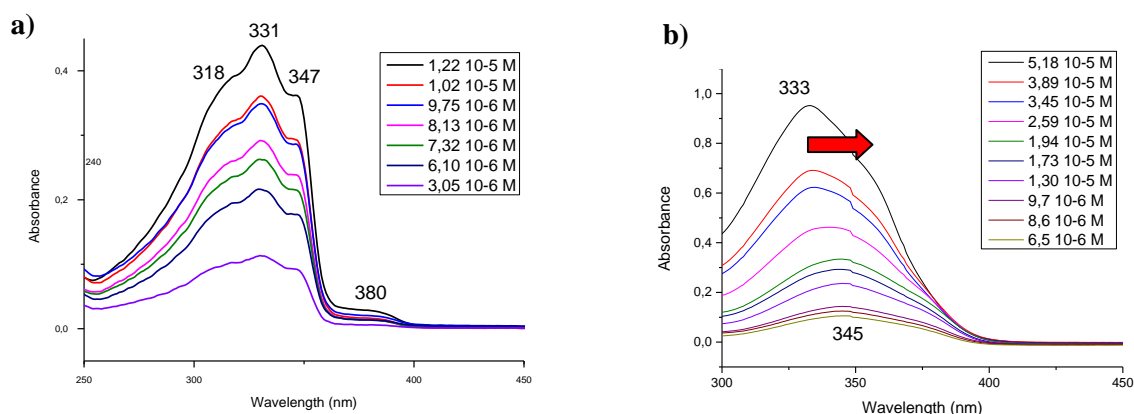 a)
331
318
347
380
1,22 10-5 M
1,02 10-5 M
9,75 10-6 M
8,13 10-6 M
7,32 10-6 M
6,10 10-6 M
3,05 10-6 M
0,4
0,2
0,0
240
Absorbance
250
300
350
400
450
Wavelength (nm)
b)
333
345
5,18 10-5 M
3,89 10-5 M
3,45 10-5 M
2,59 10-5 M
1,94 10-5 M
1,73 10-5 M
1,30 10-5 M
9,7 10-6 M
8,6 10-6 M
6,5 10-6 M
1,0
0,8
0,6
0,4
0,2
0,0
Absorbance
300
350
400
450
Wavelength (nm)